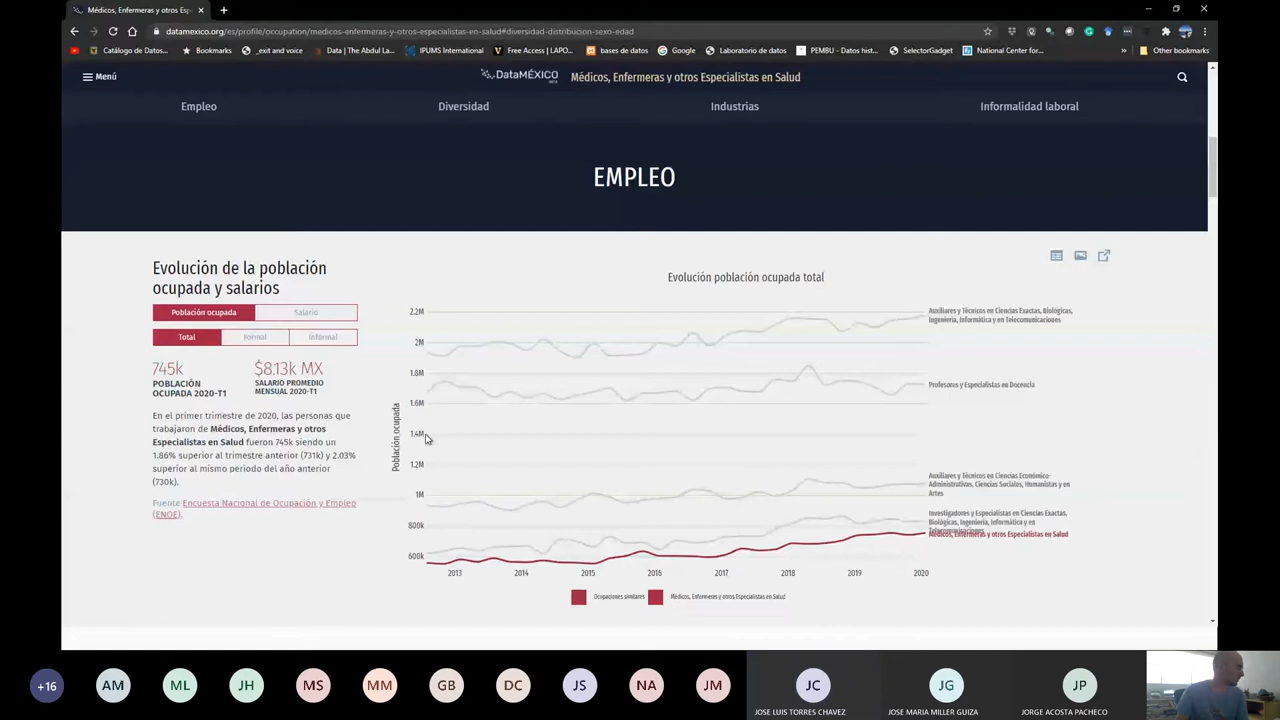 Médicos, Enfermeras y otros Esp
datamexico.org/es/profile/occupation/medicos-enfermeras-y-otros-especialistas-en-salud#diversidad-distribucion-sexo-edad
Catálogo de Datos...
Bookmarks
_exit and voice
Data | The Abdul La...
IPUMS International
Free Access | LAPO...
bases de datos
Google
Laboratorio de datos
PEMBU - Datos hist...
SelectorGadget
National Center for...
»
Other bookmarks
Menú
DataMÉXICO
BETA
Médicos, Enfermeras y otros Especialistas en Salud
Empleo
Diversidad
Industrias
Informalidad laboral
EMPLEO
Evolución de la población
ocupada y salarios
Población ocupada
Salario
Total
Formal
Informal
745k
POBLACIÓN
OCUPADA 2020-T1
$8.13k MX
SALARIO PROMEDIO
MENSUAL 2020-T1
En el primer trimestre de 2020, las personas que
trabajaron de Médicos, Enfermeras y otros
Especialistas en Salud fueron 745k siendo un
1.86% superior al trimestre anterior (731k) y 2.03%
superior al mismo periodo del año anterior
(730k).
Fuente Encuesta Nacional de Ocupación y Empleo
(ENOE).
Evolución población ocupada total
Población ocupada
2.2M
2M
1.8M
1.6M
1.4M
1.2M
1M
800k
600k
2013
2014
2015
2016
2017
2018
2019
2020
Auxiliares y Técnicos en Ciencias Exactas, Biológicas,
Ingeniería, Informática y en Telecomunicaciones
Profesores y Especialistas en Docencia
Auxiliares y Técnicos en Ciencias Económico-
Administrativas, Ciencias Sociales, Humanistas y en
Artes
Investigadores y Especialistas en Ciencias Exactas,
Biológicas, Ingeniería, Informática y en
Telecomunicaciones
Médicos, Enfermeras y otros Especialistas en Salud
Ocupaciones similares
Médicos, Enfermeras y otros Especialistas en Salud
+16
AM
ML
JH
MS
MM
GB
DC
JS
NA
JM
JC
JOSE LUIS TORRES CHAVEZ
JG
JOSE MARIA MILLER GUIZA
JP
JORGE ACOSTA PACHECO